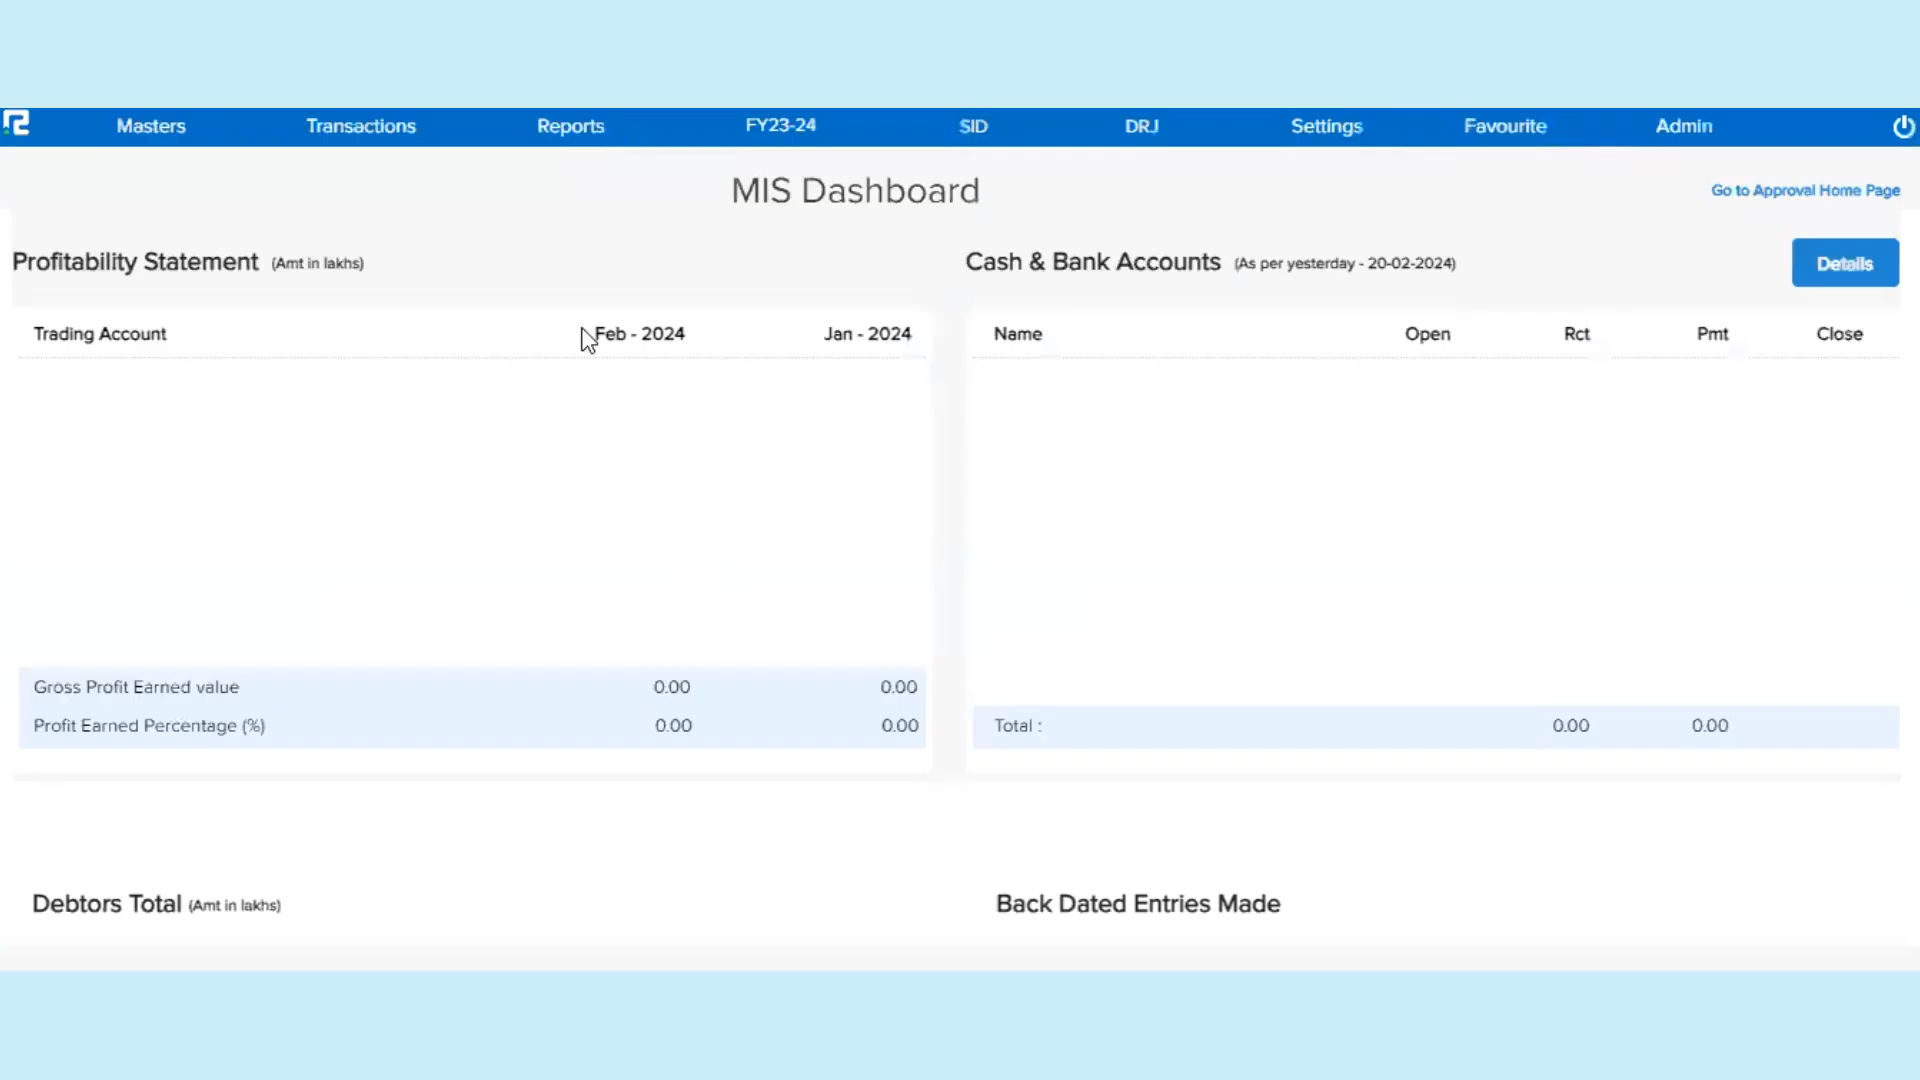 Masters Transactions Reports FY23-24 SID DRJ Settings Favourite Admin
MIS Dashboard
Go to Approval Home Page
Profitability Statement (Amt in lakhs)
Trading Account Feb - 2024 Jan - 2024
Gross Profit Earned value 0.00 0.00
Profit Earned Percentage (%) 0.00 0.00
Cash & Bank Accounts (As per yesterday - 20-02-2024) Details
Name Open Rct Pmt Close
Total : 0.00 0.00
Debtors Total (Amt in lakhs)
Back Dated Entries Made